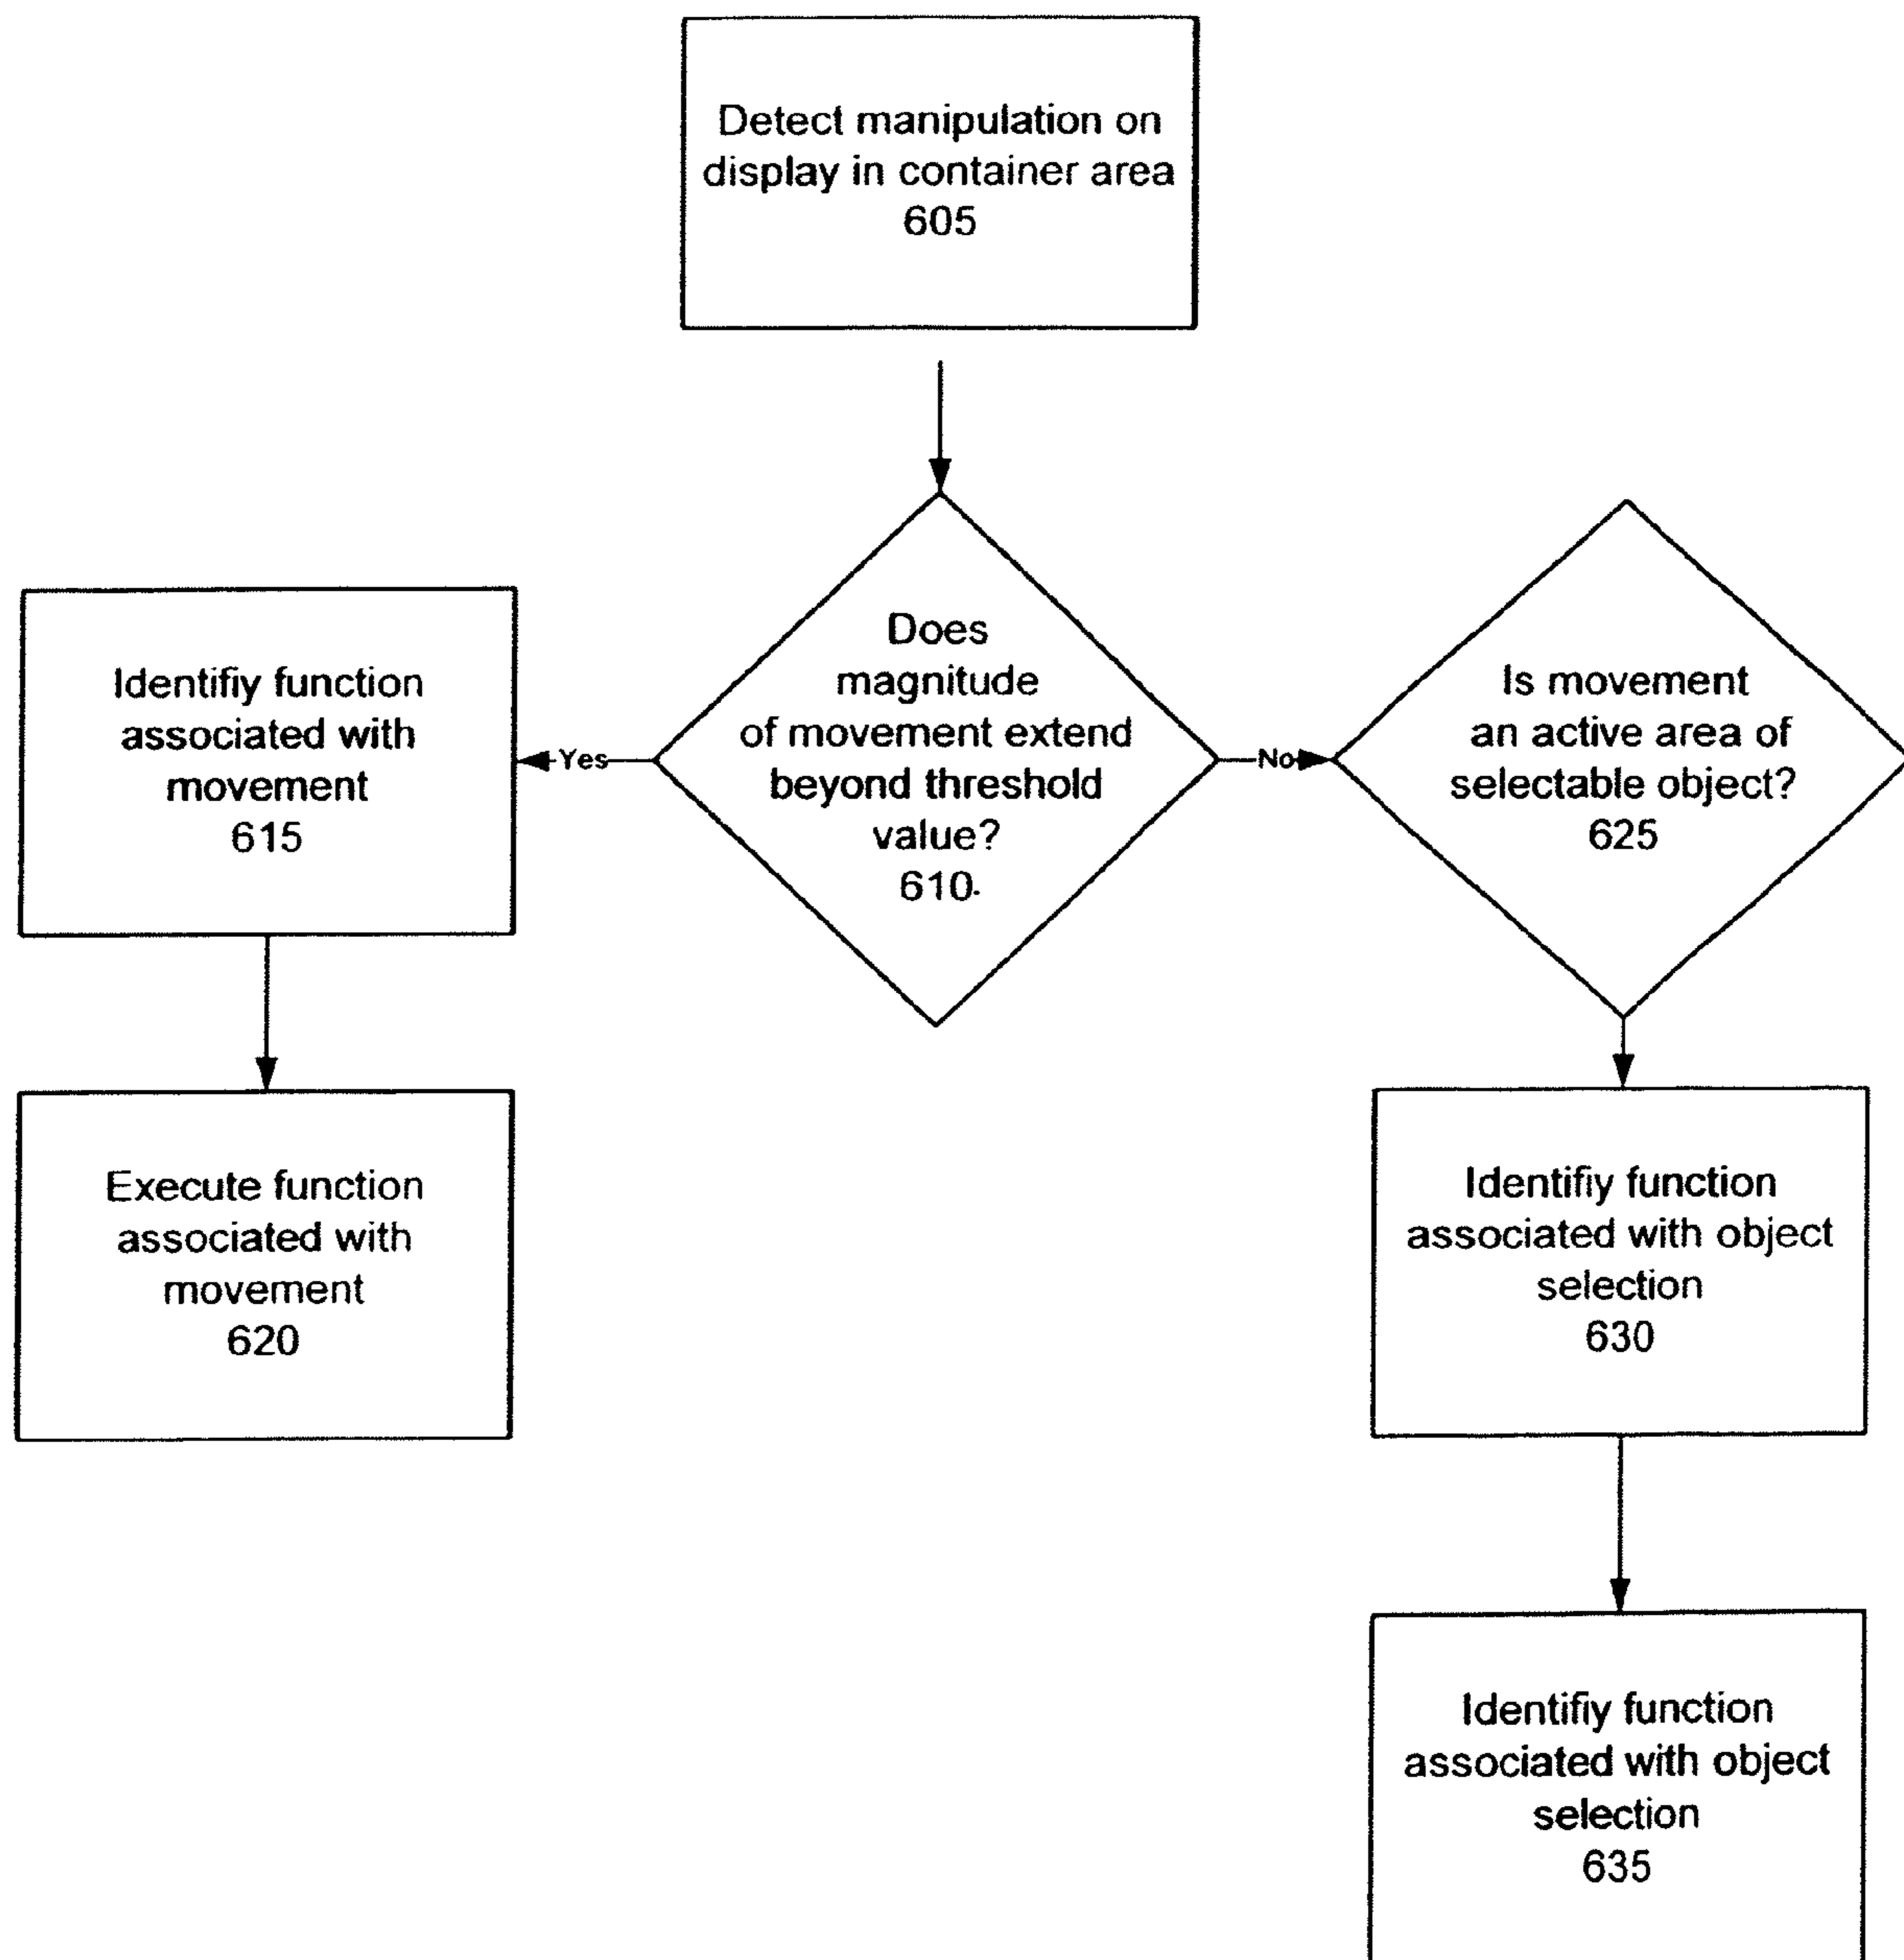 Detect manipulation on
display in container area
605
Does
magnitude
of movement extend
beyond threshold
value?
610
Yes
No
Identifiy function
associated with
movement
615
Is movement
an active area of
selectable object?
625
Execute function
associated with
movement
620
Identifiy function
associated with object
selection
630
Identifiy function
associated with object
selection
635